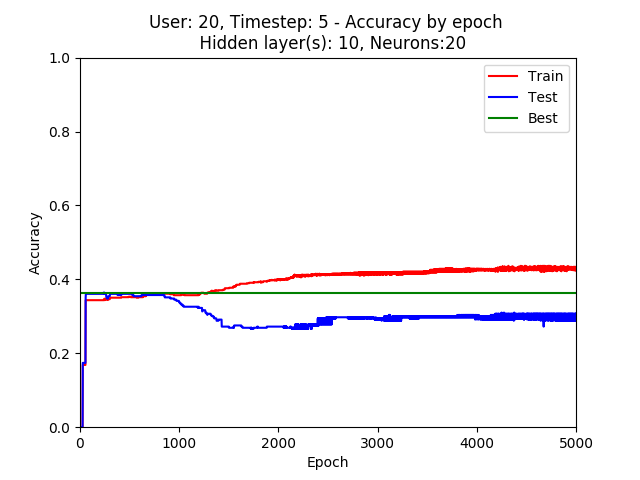 User: 20, Timestep: 5 - Accuracy by epoch
Hidden layer(s): 10, Neurons:20
1.0
0.8
0.6
0.4
0.2
0.0
Accuracy
Train
Test
Best
0
1000
2000
3000
4000
5000
Epoch